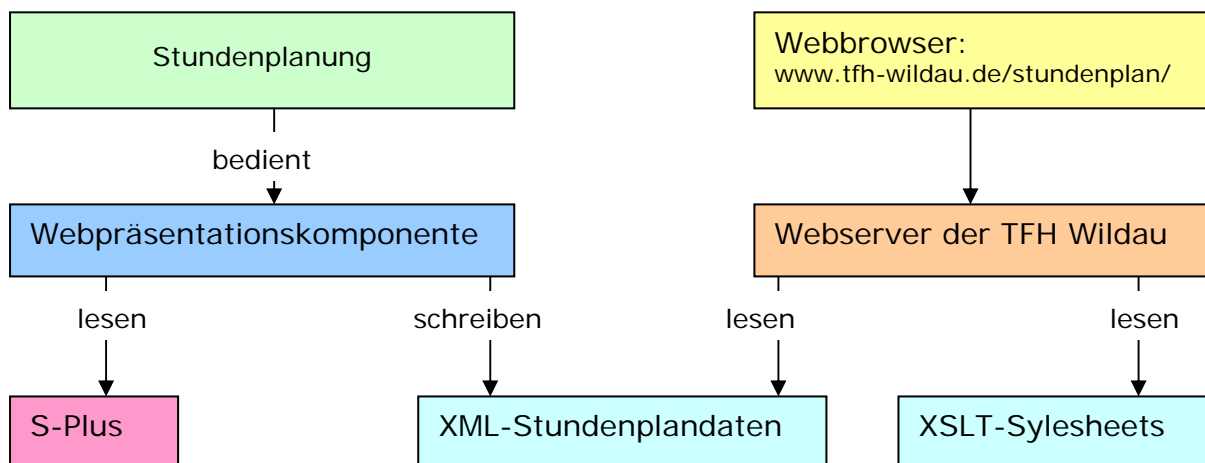 Stundenplanung
Webbrowser:
www.tfh-wildau.de/stundenplan/
bedient
Webpräsentationskomponente
Webserver der TFH Wildau
lesen
schreiben
lesen
lesen
S-Plus
XML-Stundenplandaten
XSLT-Sylesheets